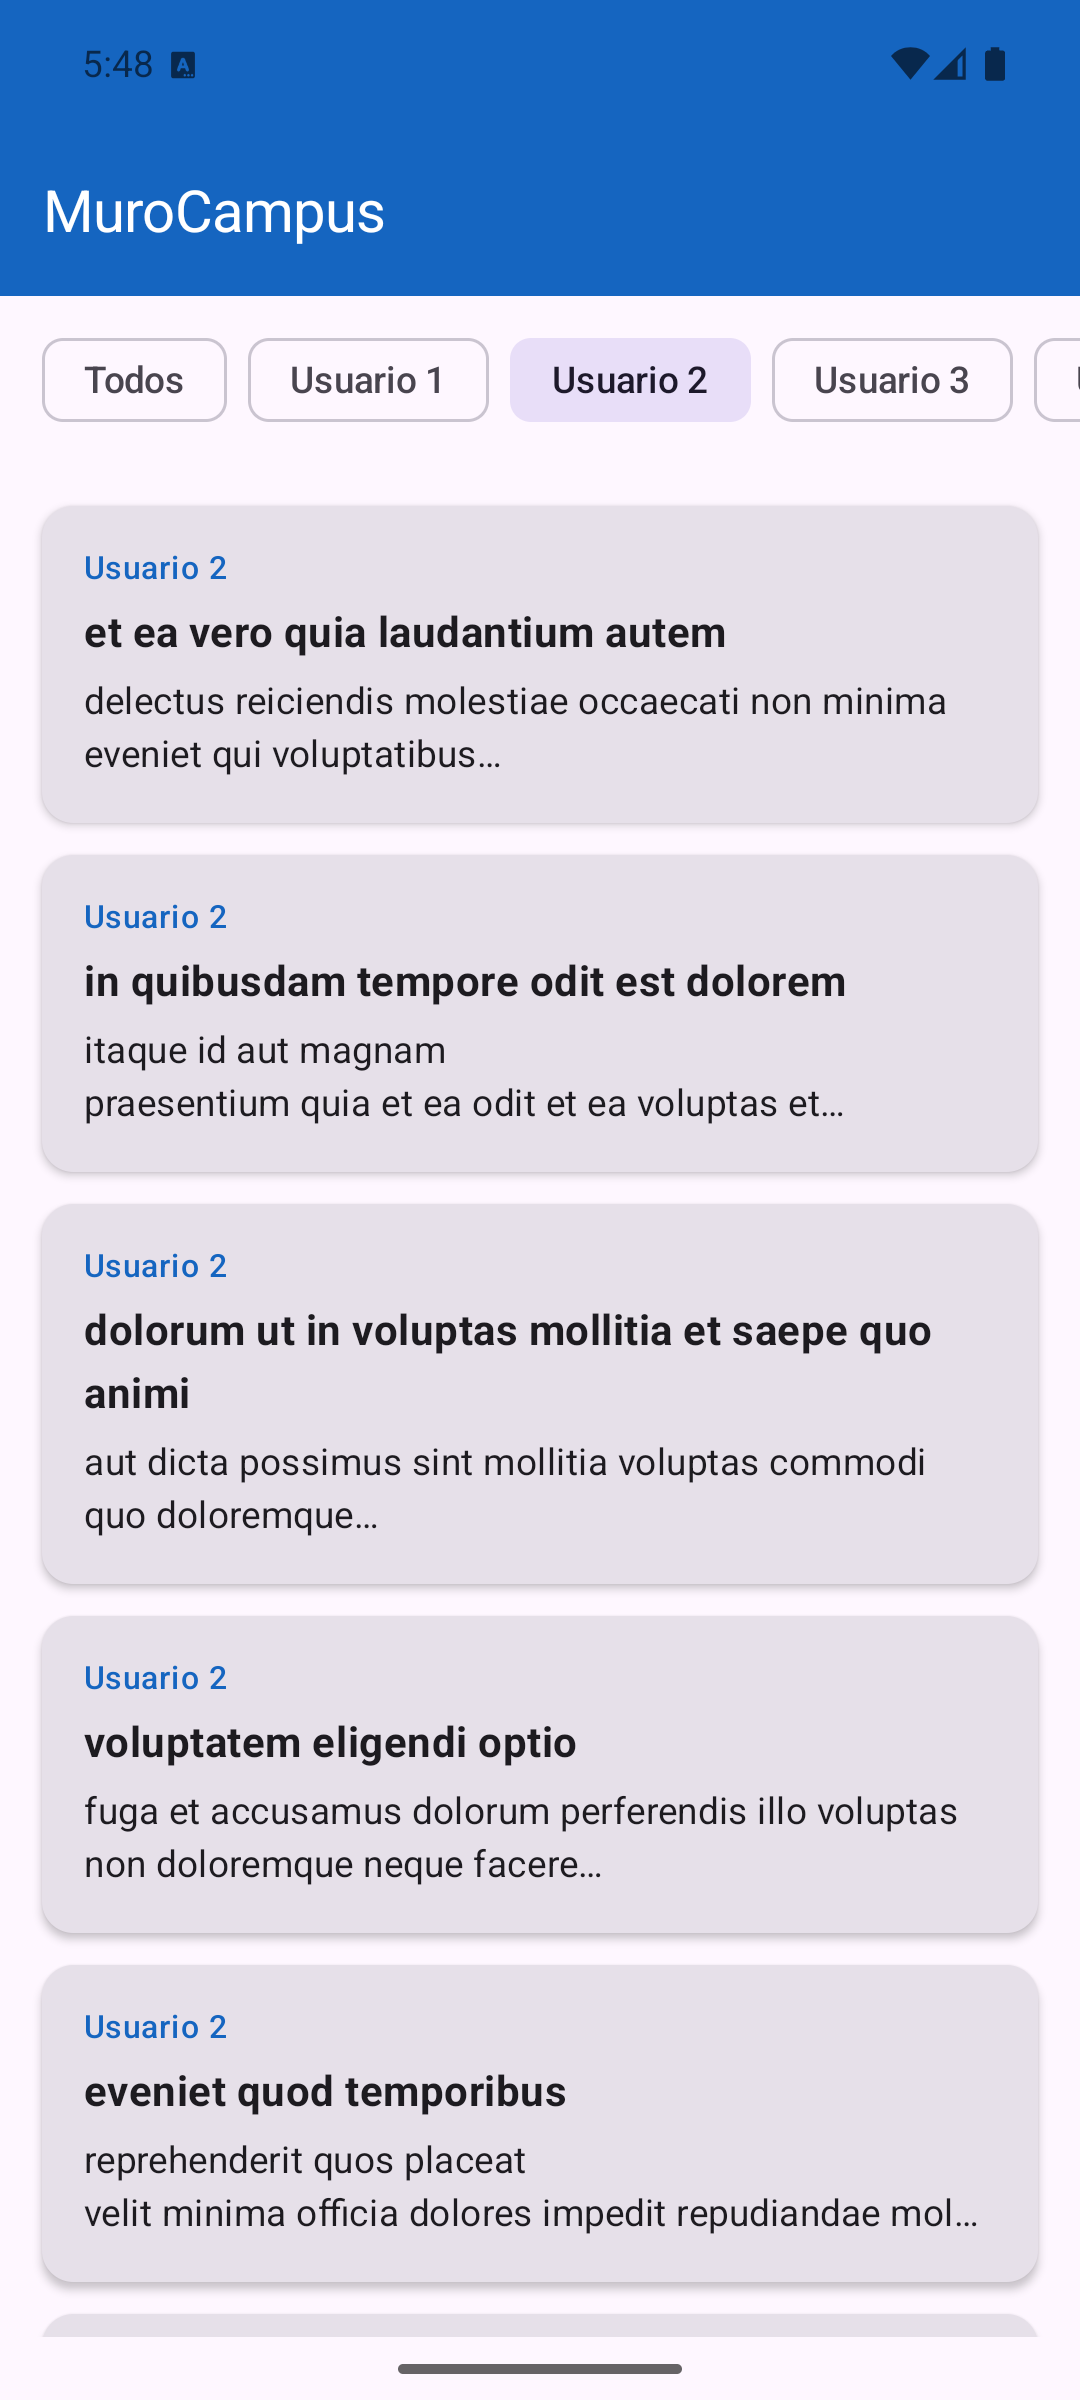 5:48
MuroCampus
Todos Usuario 1 Usuario 2 Usuario 3
Usuario 2
et ea vero quia laudantium autem
delectus reiciendis molestiae occaecati non minima
eveniet qui voluptatibus…
Usuario 2
in quibusdam tempore odit est dolorem
itaque id aut magnam
praesentium quia et ea odit et ea voluptas et…
Usuario 2
dolorum ut in voluptas mollitia et saepe quo
animi
aut dicta possimus sint mollitia voluptas commodi
quo doloremque…
Usuario 2
voluptatem eligendi optio
fuga et accusamus dolorum perferendis illo voluptas
non doloremque neque facere…
Usuario 2
eveniet quod temporibus
reprehenderit quos placeat
velit minima officia dolores impedit repudiandae mol…